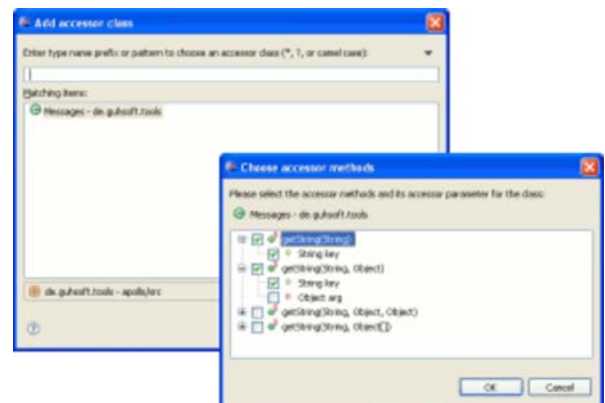 Add accessor class
Enter type name prefix or pattern to choose an accessor class (*, ?, or camel case):
Matching items:
Messages - de.guhsoft.tools
de.guhsoft.tools - apollo/src
Choose accessor methods
Please select the accessor methods and its accessor parameter for the class:
Messages - de.guhsoft.tools
getString(String)
String key
getString(String, Object)
String key
Object arg
getString(String, Object, Object)
getString(String, Object[])
OK
Cancel